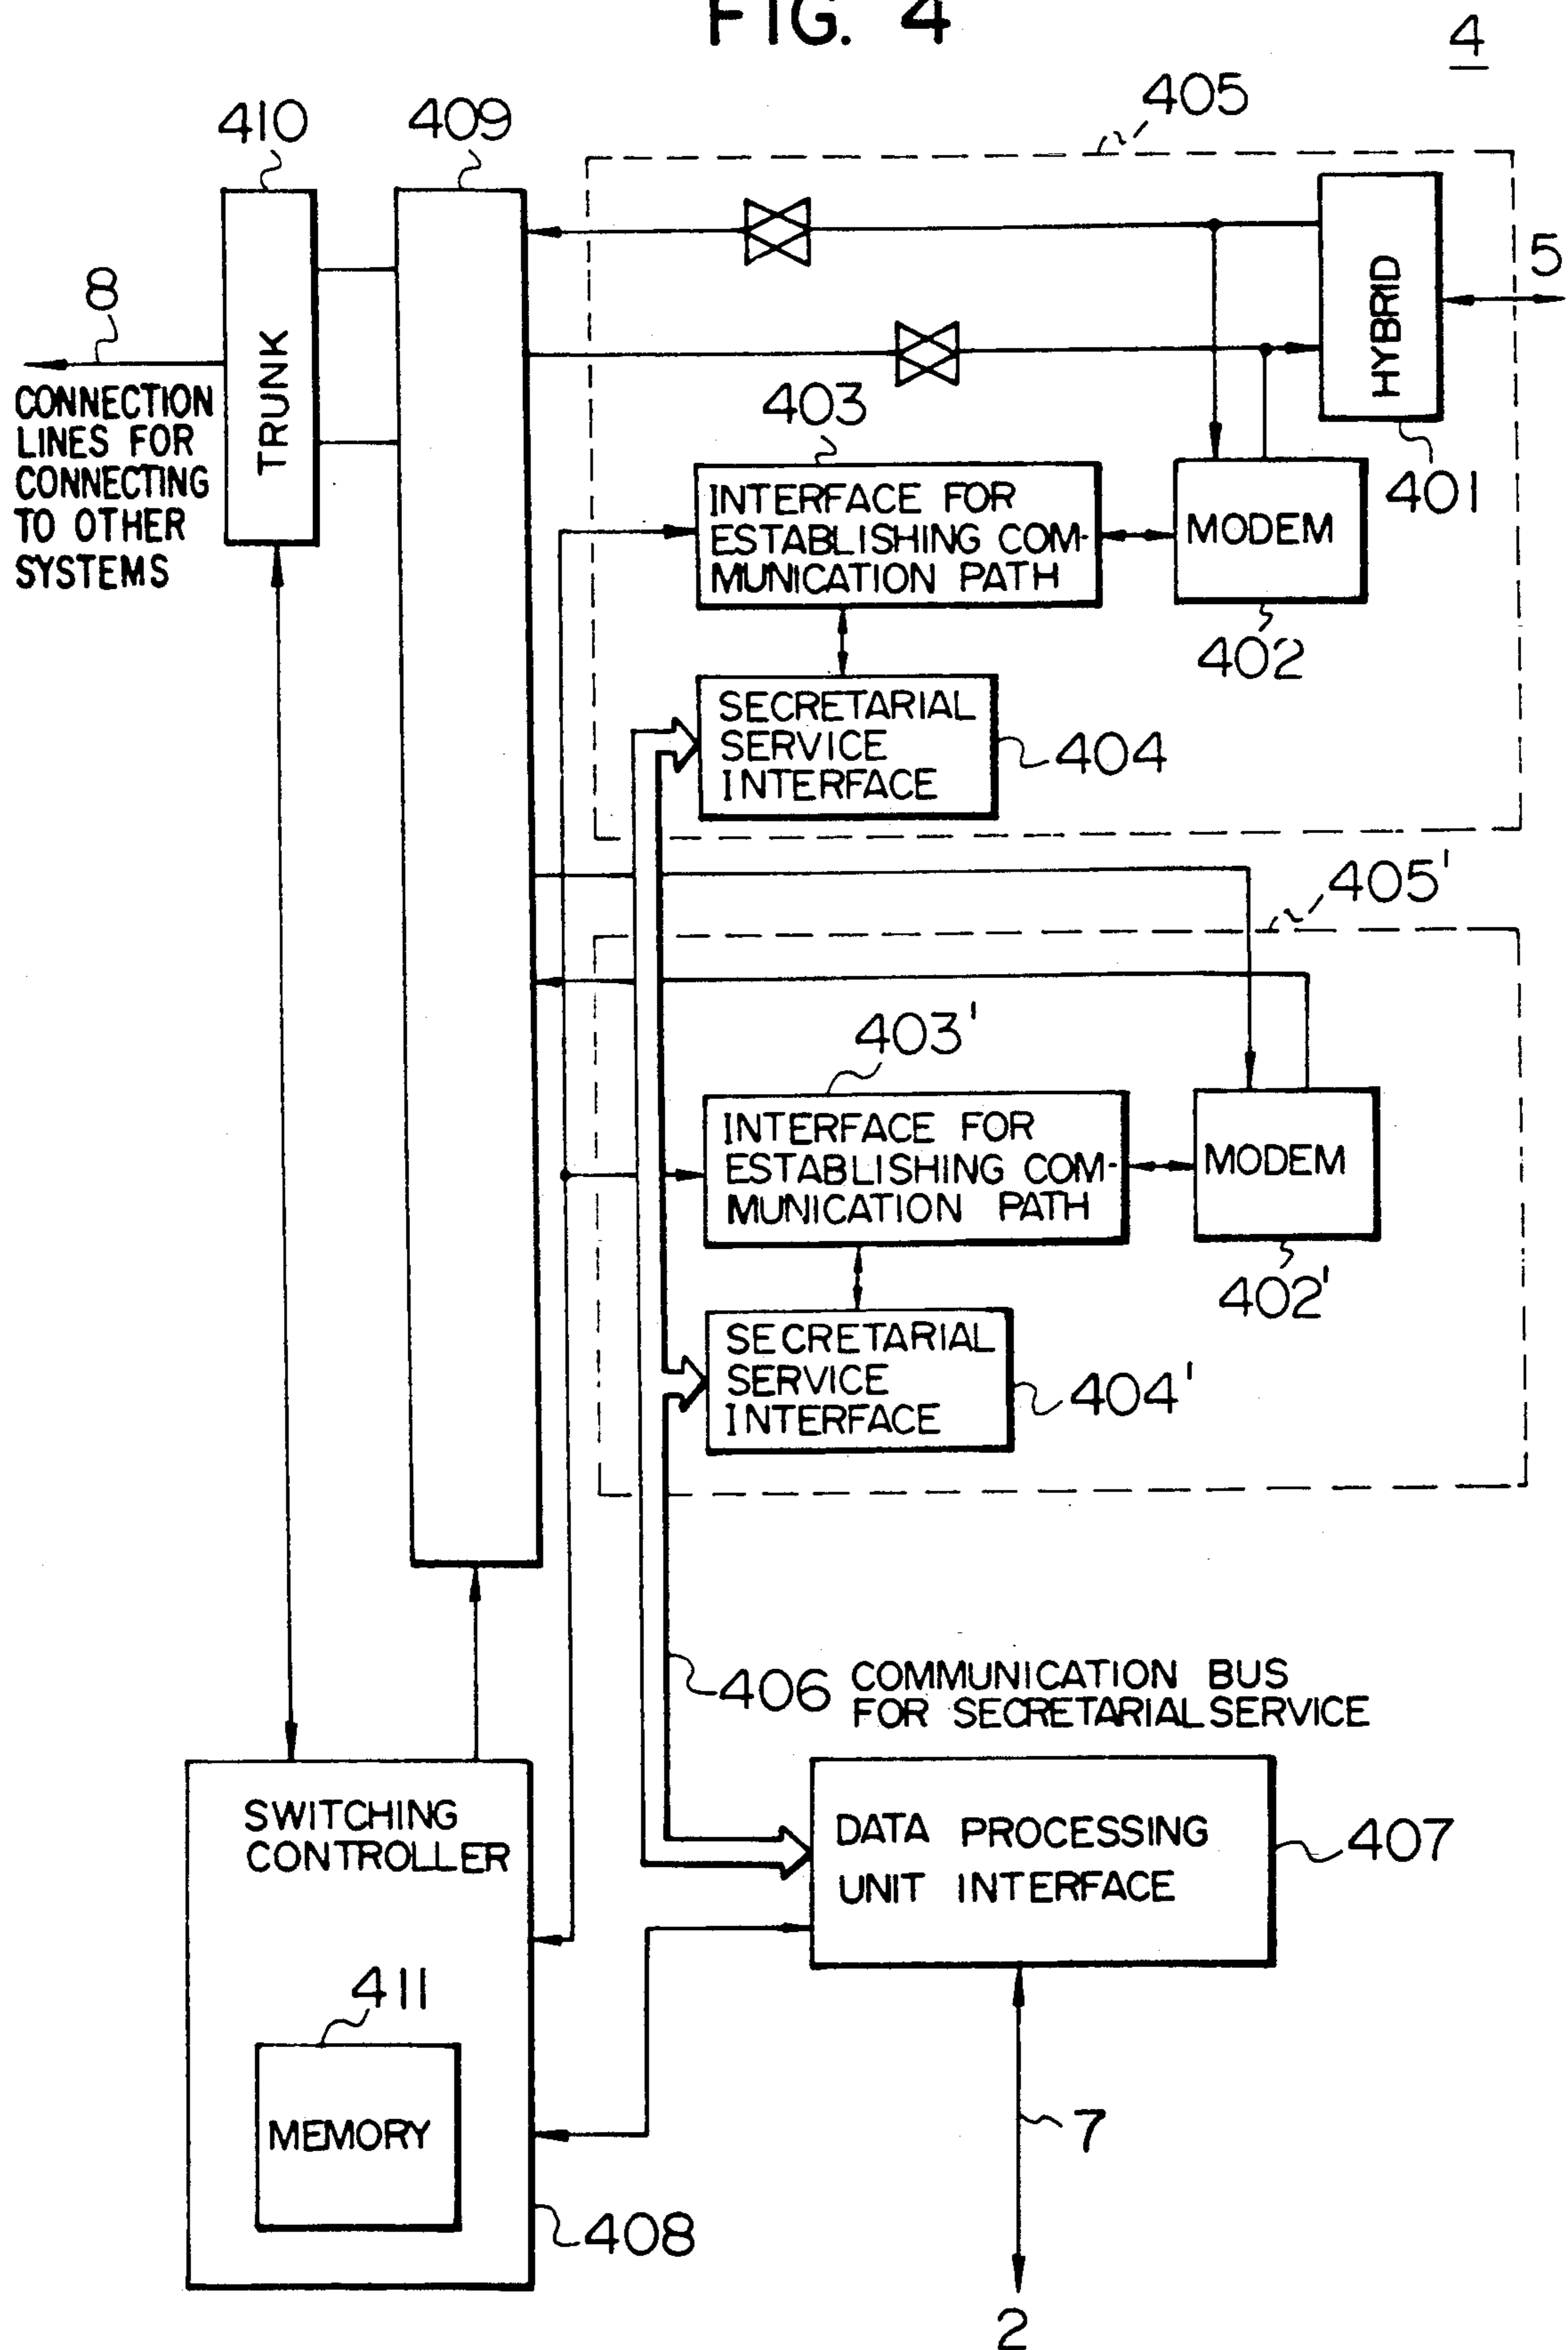 FIG. 4
4
405
410
409
8
5
TRUNK
HYBRID
CONNECTION
LINES FOR
CONNECTING
TO OTHER
SYSTEMS
403
401
INTERFACE FOR
ESTABLISHING COM-
MUNICATION PATH
MODEM
402
SECRETARIAL
SERVICE
INTERFACE
404
405'
403'
INTERFACE FOR
ESTABLISHING COM-
MUNICATION PATH
MODEM
402'
SECRETARIAL
SERVICE
INTERFACE
404'
406
COMMUNICATION BUS
FOR SECRETARIAL SERVICE
SWITCHING
CONTROLLER
DATA PROCESSING
UNIT INTERFACE
407
411
MEMORY
7
408
2